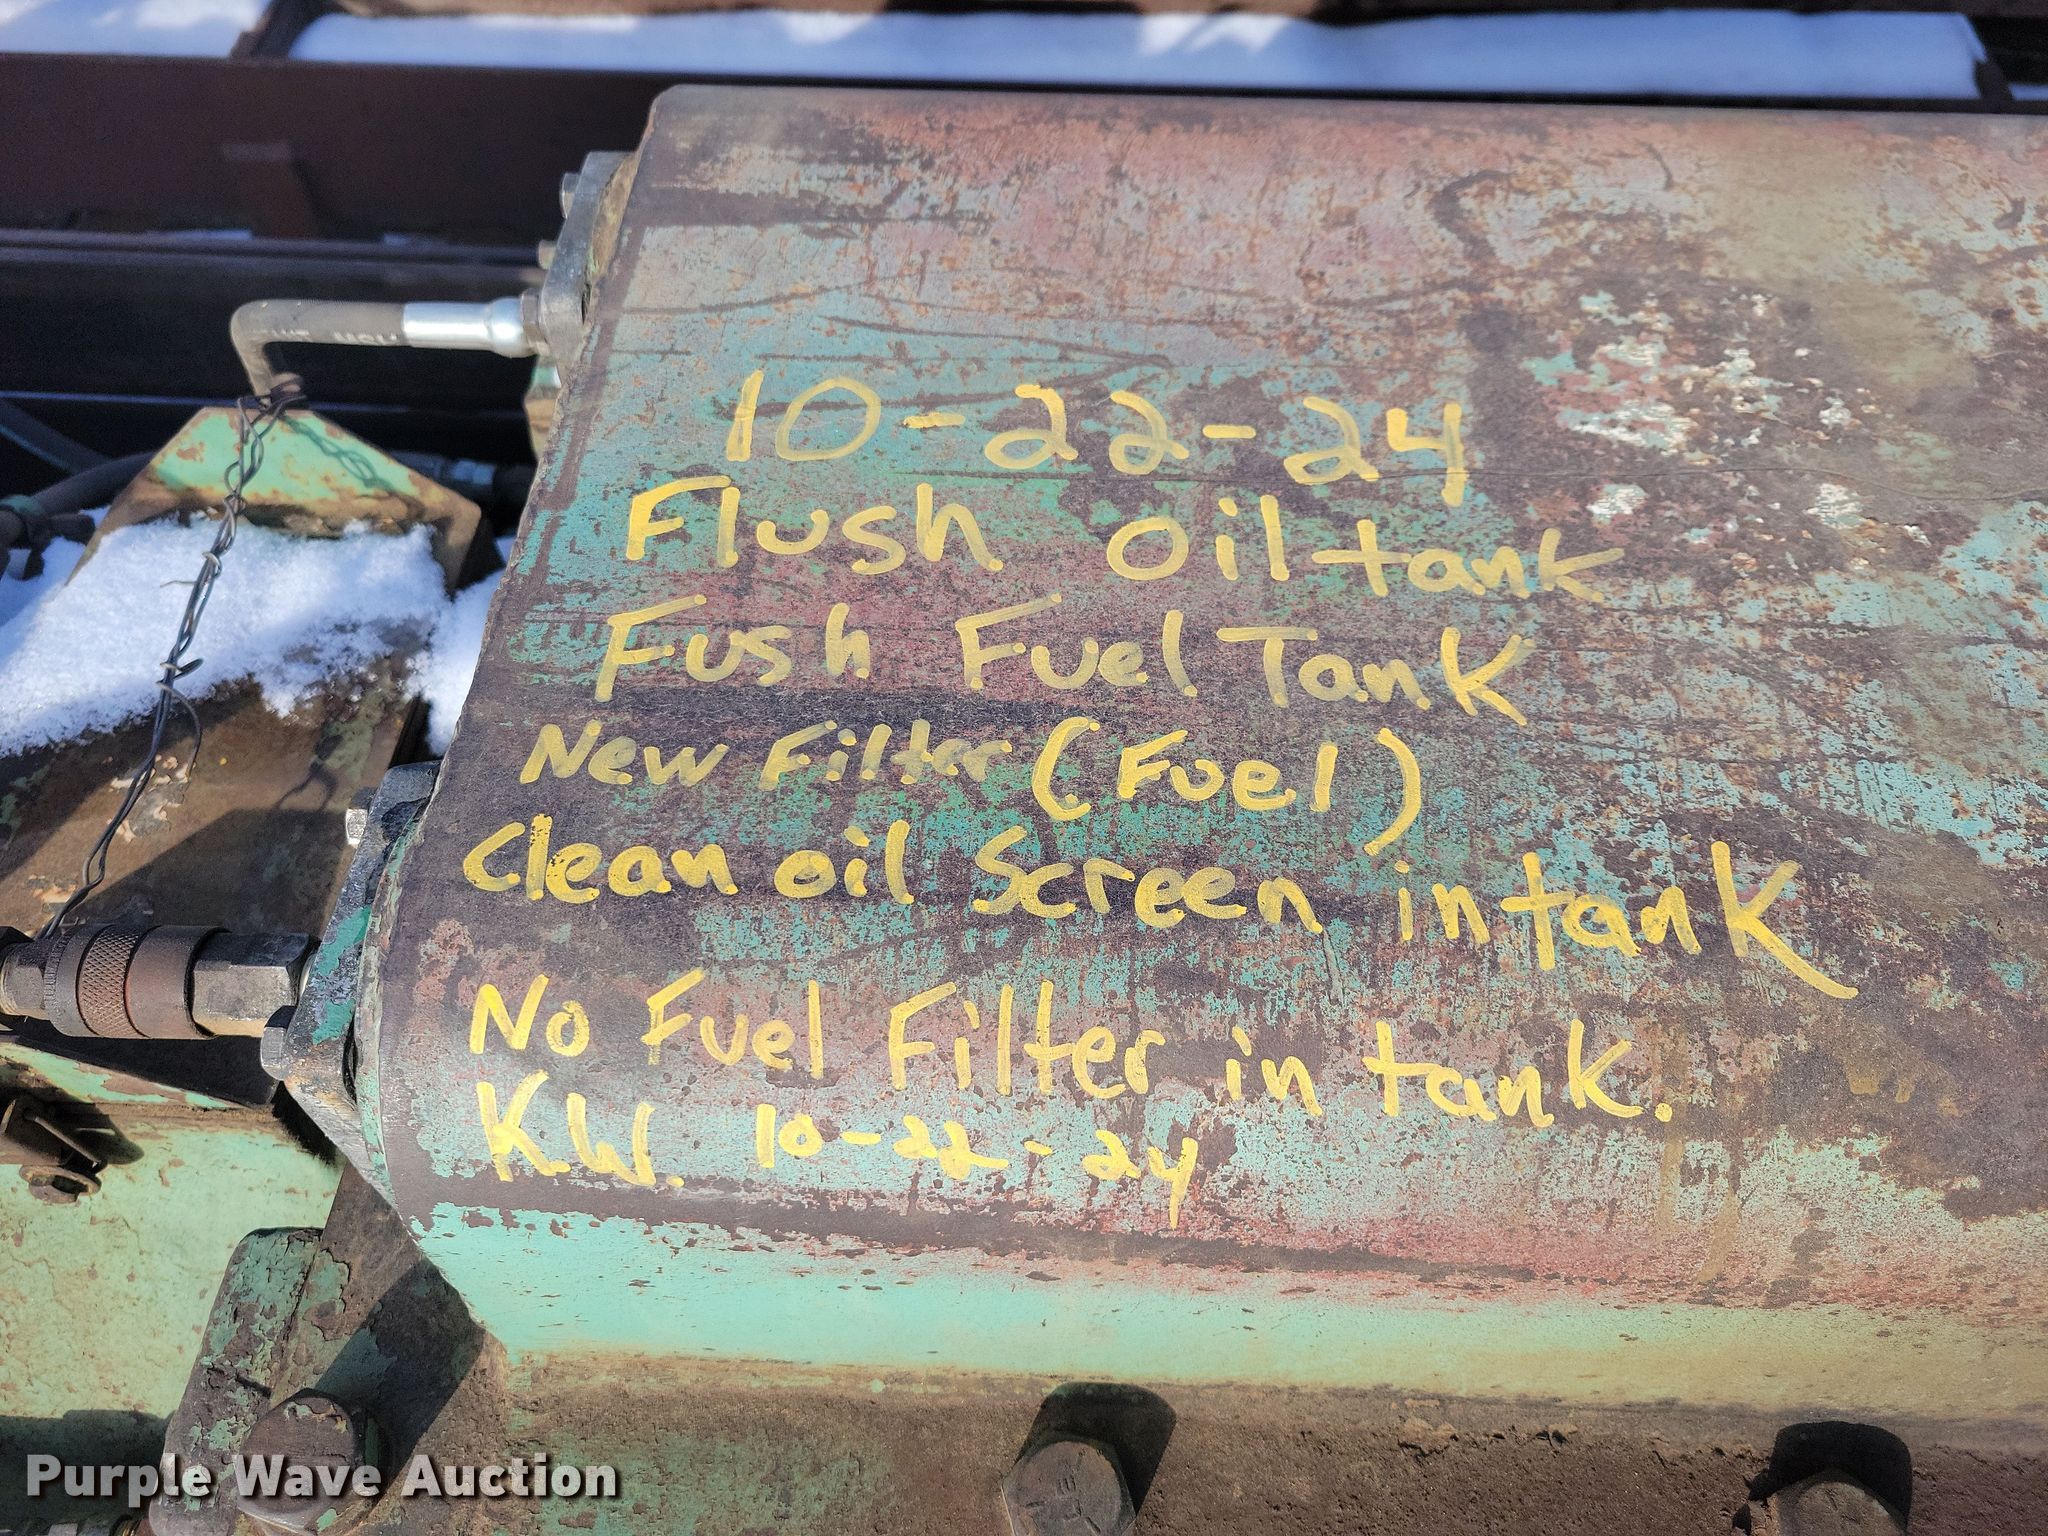 10-22-24
Flush oil tank
Fush Fuel Tank
New Filter (Fuel)
Clean oil Screen in tank
No Fuel Filter in tank.
K.W. 10-22-24
Purple Wave Auction